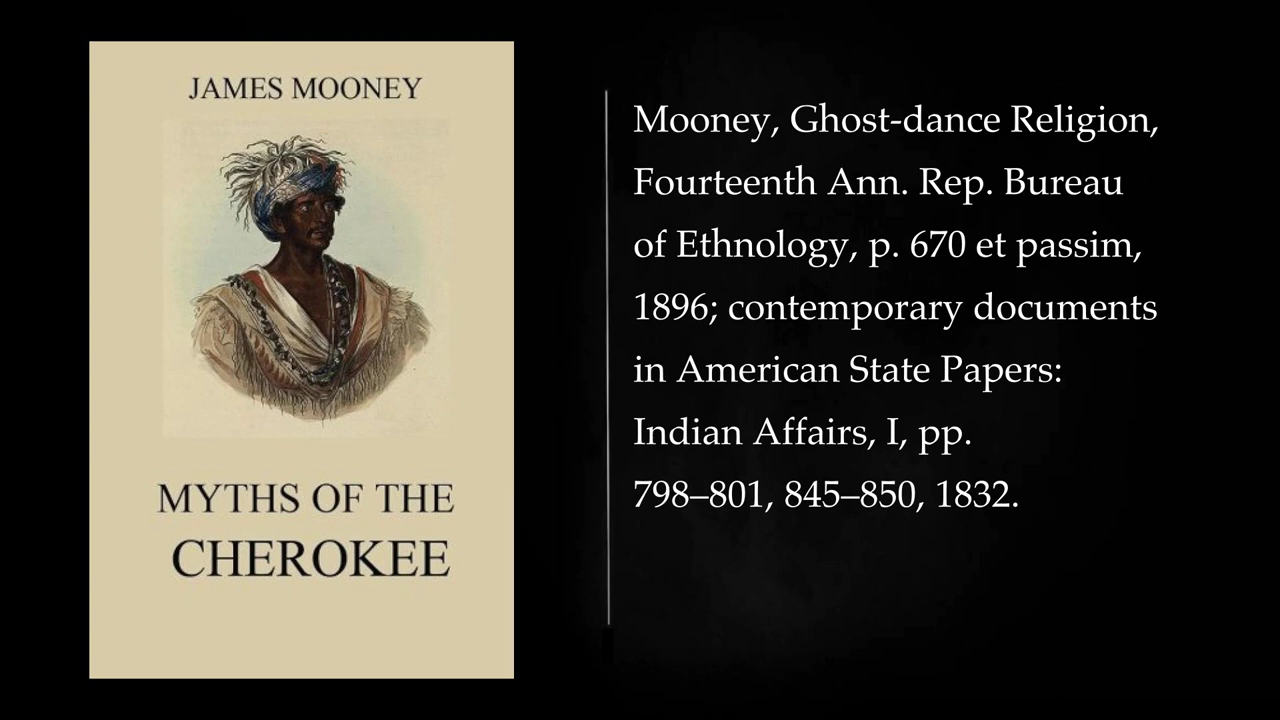 JAMES MOONEY
MYTHS OF THE
CHEROKEE
Mooney, Ghost-dance Religion,
Fourteenth Ann. Rep. Bureau
of Ethnology, p. 670 et passim,
1896; contemporary documents
in American State Papers:
Indian Affairs, I, pp.
798–801, 845–850, 1832.